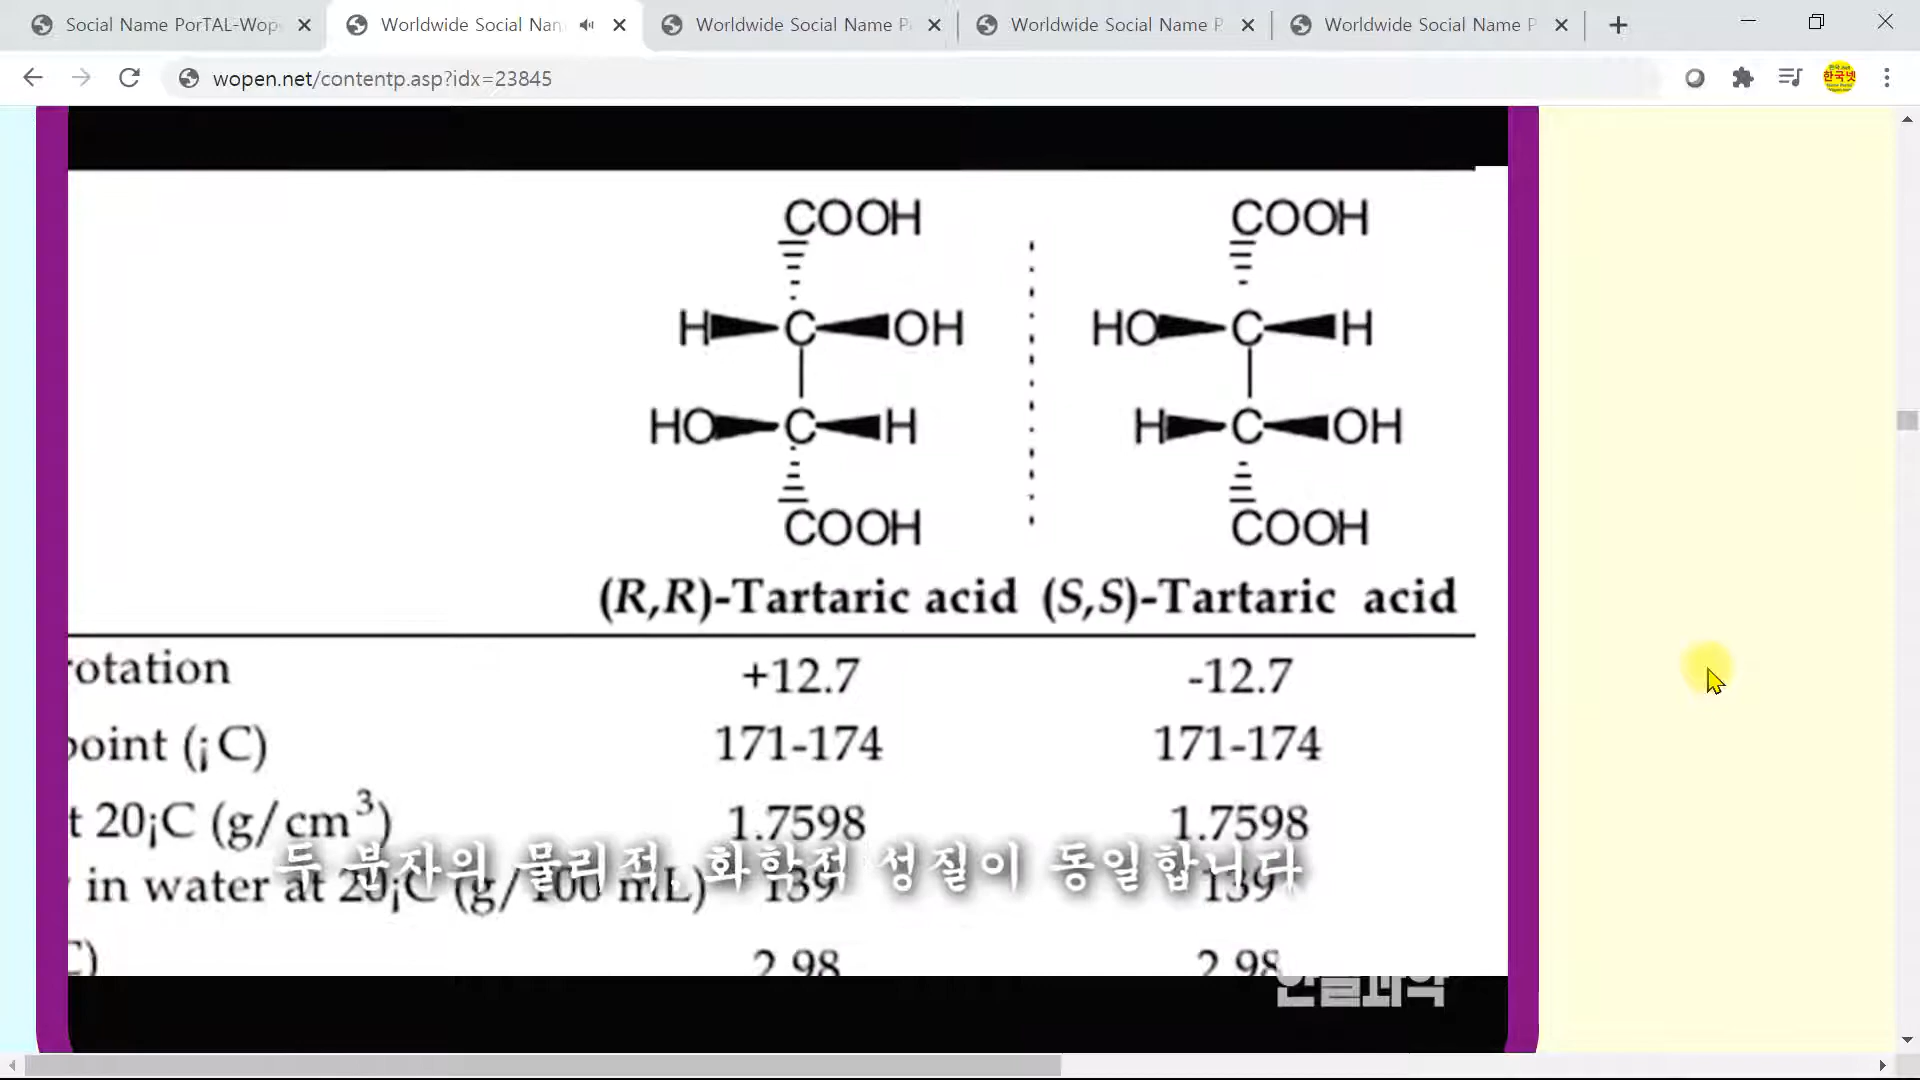 Social Name PorTAL-Wop
Worldwide Social Nan
Worldwide Social Name P
Worldwide Social Name P
Worldwide Social Name P
wopen.net/contentp.asp?idx=23845
한국넷
COOH COOH
H C OH HO C H
HO C H H C OH
COOH COOH
(R,R)-Tartaric acid (S,S)-Tartaric acid
rotation +12.7 -12.7
point (¡C) 171-174 171-174
t 20¡C (g/cm³) 1.7598 1.7598
두 분자의 물리적, 화학적 성질이 동일합니다
in water at 20¡C (g/100 mL) 139 139
C) 2.98 2.98